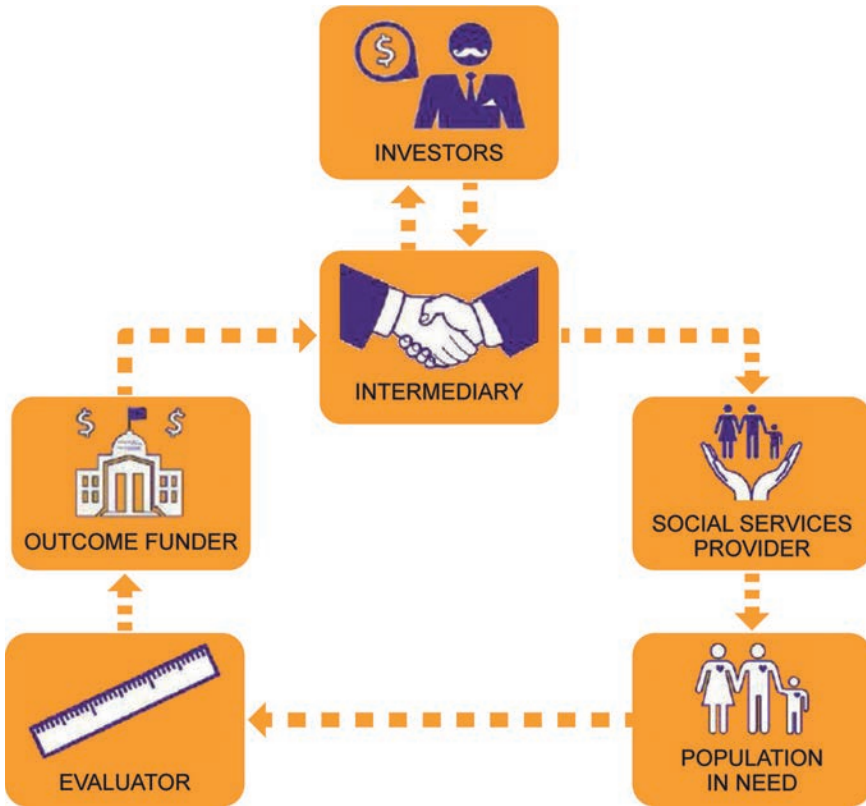 $
INVESTORS
INTERMEDIARY
$ $
OUTCOME FUNDER
SOCIAL SERVICES
PROVIDER
EVALUATOR
POPULATION
IN NEED